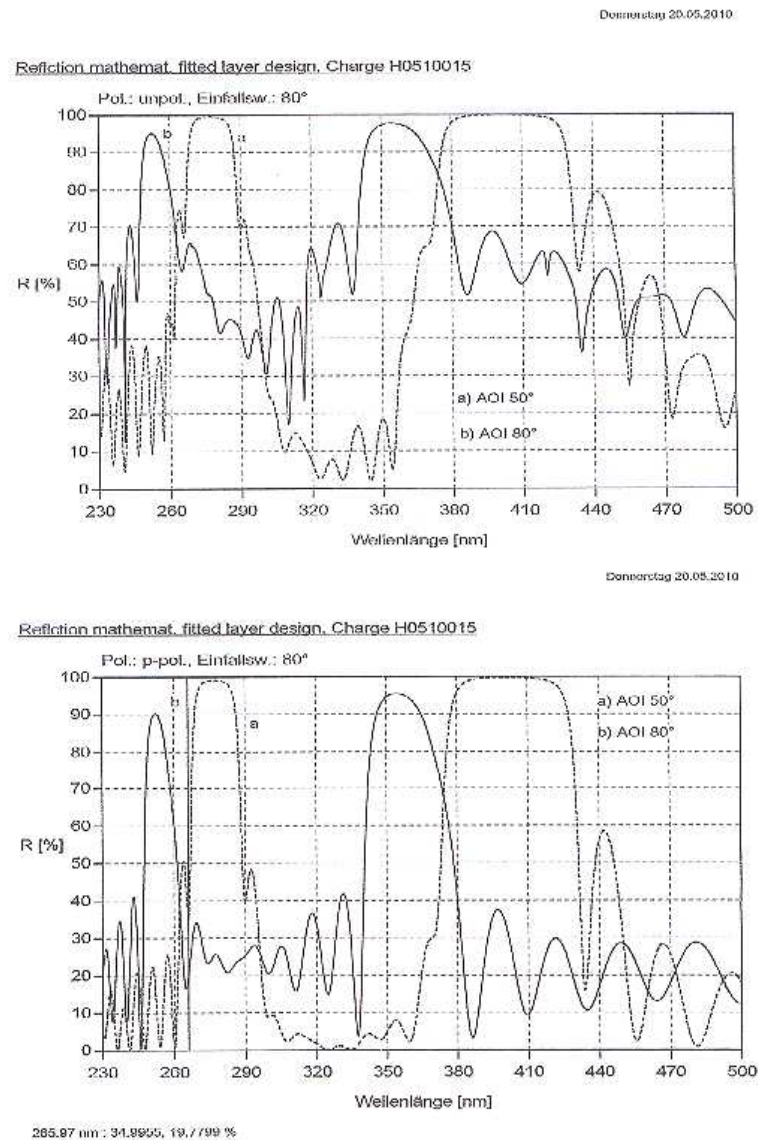 Donnerstag 20.05.2010
Reflction mathemat. fitted layer design, Charge H0510015
Pol.: unpol., Einfallsw.: 80°
100
90
80
70
60
50
40
30
20
10
0
R [%]
b
a
a) AOI 50°
b) AOI 80°
230 260 290 320 350 380 410 440 470 500
Wellenlänge [nm]
Donnerstag 20.05.2010
Reflction mathemat. fitted layer design, Charge H0510015
Pol.: p-pol., Einfallsw.: 80°
100
90
80
70
60
50
40
30
20
10
0
R [%]
b
a
a) AOI 50°
b) AOI 80°
230 260 290 320 350 380 410 440 470 500
Wellenlänge [nm]
265.97 nm : 34.9955, 19.7799 %